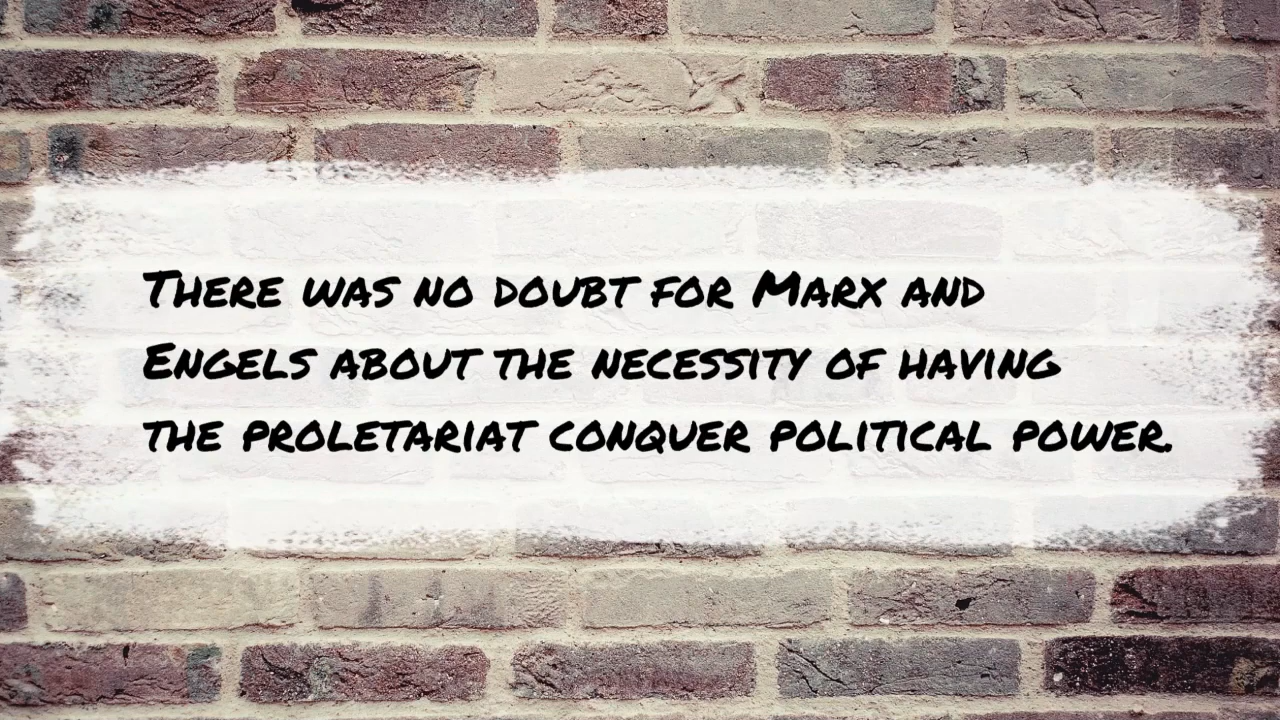 There was no doubt for Marx and
Engels about the necessity of having
the proletariat conquer political power.